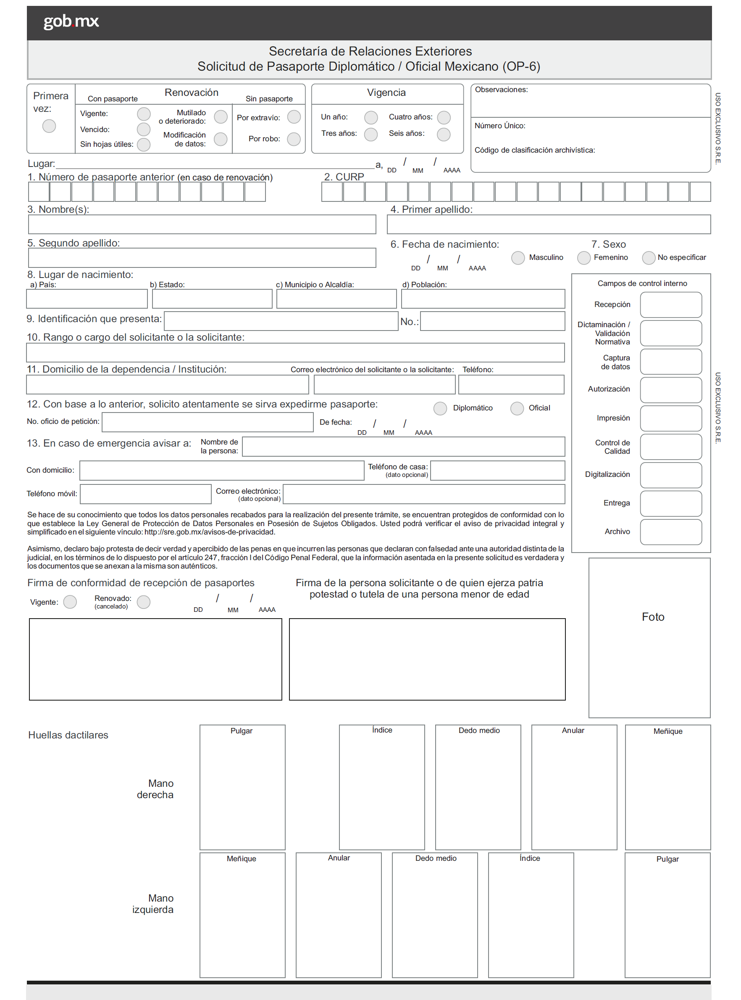 gob.mx
Secretaría de Relaciones Exteriores
Solicitud de Pasaporte Diplomático / Oficial Mexicano (OP-6)
Primera
vez:
Renovación
Con pasaporte
Sin pasaporte
Vigente:
Vencido:
Sin hojas útiles:
Mutilado
o deteriorado:
Modificación
de datos:
Por extravío:
Por robo:
Vigencia
Un año:
Cuatro años:
Tres años:
Seis años:
Observaciones:
Número Único:
Código de clasificación archivística:
USO EXCLUSIVO S.R.E.
Lugar: a, DD / MM / AAAA
1. Número de pasaporte anterior (en caso de renovación)
2. CURP
3. Nombre(s):
4. Primer apellido:
5. Segundo apellido:
6. Fecha de nacimiento:
DD / MM / AAAA
7. Sexo
Masculino
Femenino
No especificar
8. Lugar de nacimiento:
a) País:
b) Estado:
c) Municipio o Alcaldía:
d) Población:
9. Identificación que presenta:
No.:
10. Rango o cargo del solicitante o la solicitante:
11. Domicilio de la dependencia / Institución:
Correo electrónico del solicitante o la solicitante:
Teléfono:
12. Con base a lo anterior, solicito atentamente se sirva expedirme pasaporte:
Diplomático
Oficial
No. oficio de petición:
De fecha:
DD / MM / AAAA
13. En caso de emergencia avisar a:
Nombre de
la persona:
Con domicilio:
Teléfono de casa:
(dato opcional)
Teléfono móvil:
Correo electrónico:
(dato opcional)
Campos de control interno
Recepción
Dictaminación /
Validación
Normativa
Captura
de datos
Autorización
Impresión
Control de
Calidad
Digitalización
Entrega
Archivo
USO EXCLUSIVO S.R.E.
Se hace de su conocimiento que todos los datos personales recabados para la realización del presente trámite, se encuentran protegidos de conformidad con lo
que establece la Ley General de Protección de Datos Personales en Posesión de Sujetos Obligados. Usted podrá verificar el aviso de privacidad integral y
simplificado en el siguiente vínculo: http://sre.gob.mx/avisos-de-privacidad.
Asimismo, declaro bajo protesta de decir verdad y apercibido de las penas en que incurren las personas que declaran con falsedad ante una autoridad distinta de la
judicial, en los términos de lo dispuesto por el artículo 247, fracción I del Código Penal Federal, que la información asentada en la presente solicitud es verdadera y
los documentos que se anexan a la misma son auténticos.
Firma de conformidad de recepción de pasaportes
Vigente:
Renovado:
(cancelado)
DD / MM / AAAA
Firma de la persona solicitante o de quien ejerza patria
potestad o tutela de una persona menor de edad
Foto
Huellas dactilares
Mano
derecha
Pulgar
Índice
Dedo medio
Anular
Meñique
Mano
izquierda
Meñique
Anular
Dedo medio
Índice
Pulgar